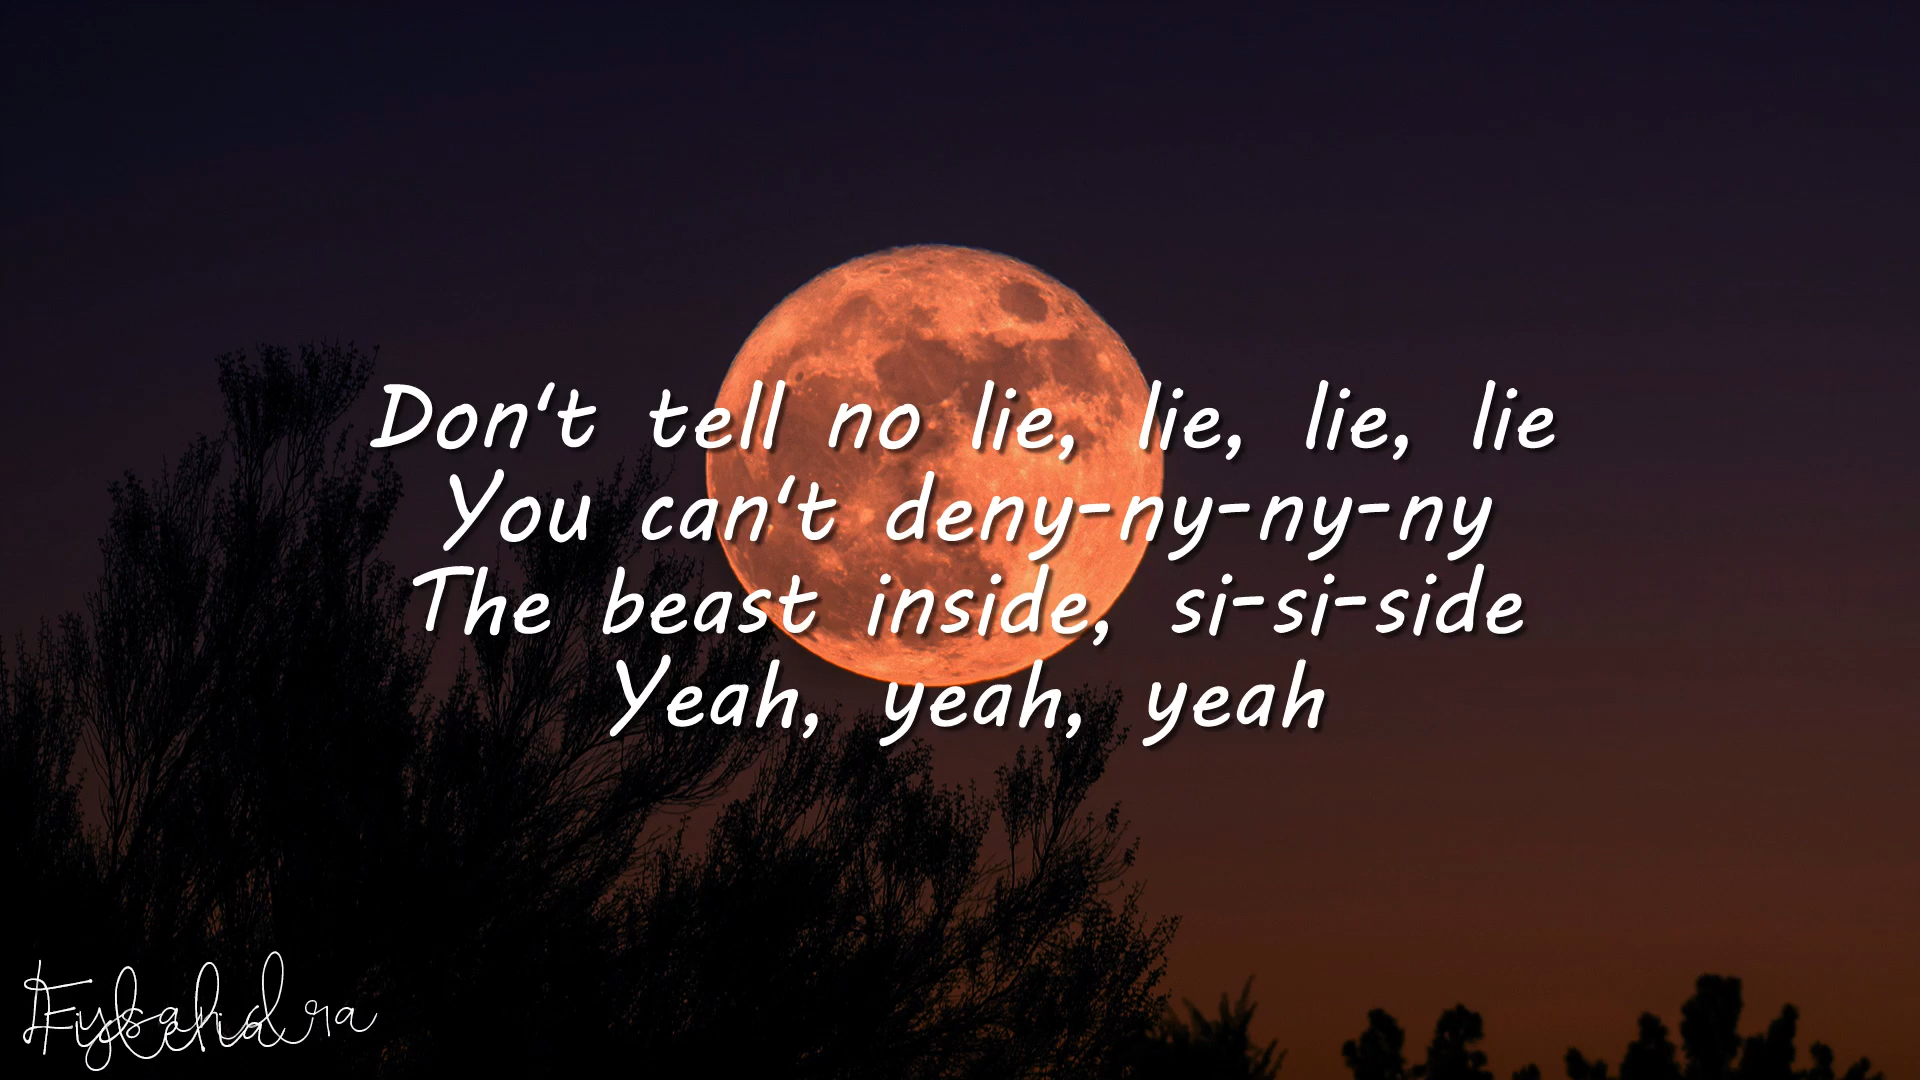 Don't tell no lie, lie, lie, lie
You can't deny-ny-ny-ny
The beast inside, si-si-side
Yeah, yeah, yeah